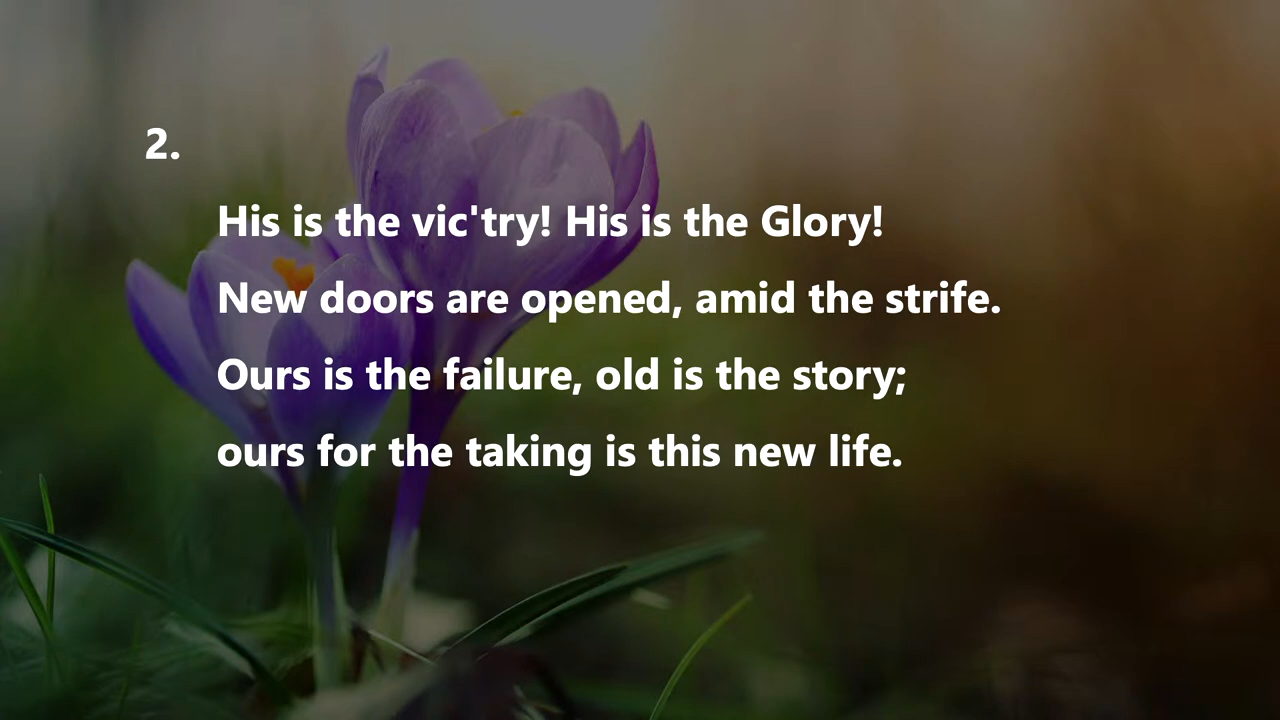 2.
His is the vic'try! His is the Glory!
New doors are opened, amid the strife.
Ours is the failure, old is the story;
ours for the taking is this new life.